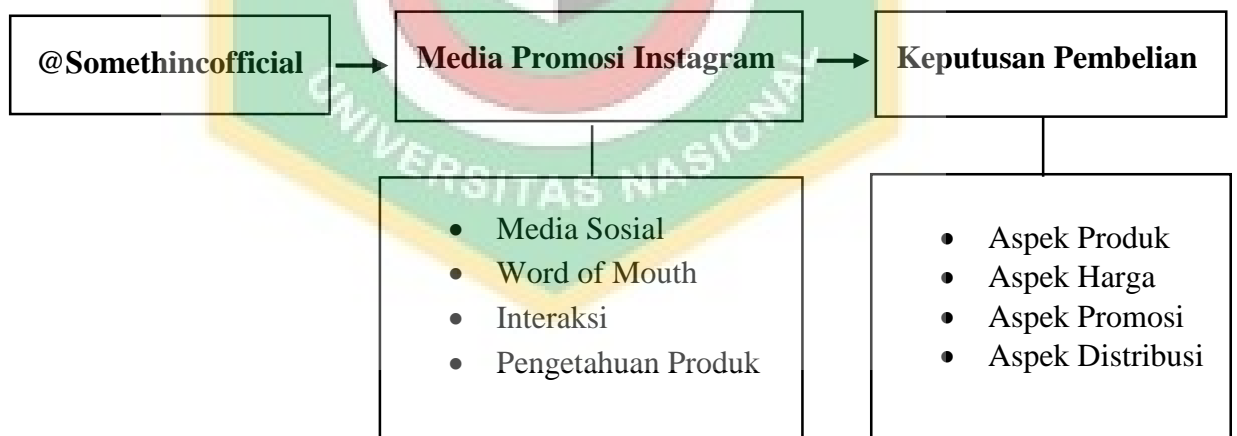 @Somethincofficial
Media Promosi Instagram
Keputusan Pembelian
UNIVERSITAS NASIONAL
• Media Sosial
• Word of Mouth
• Interaksi
• Pengetahuan Produk
• Aspek Produk
• Aspek Harga
• Aspek Promosi
• Aspek Distribusi